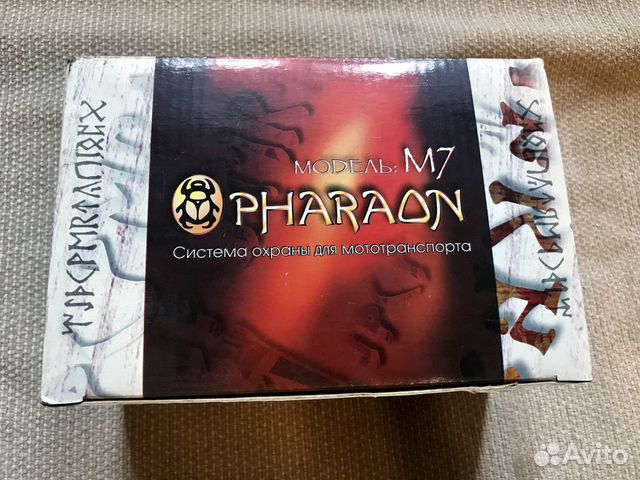 МОДЕЛЬ: M7
PHARAON
Система охраны для мототранспорта
Avito